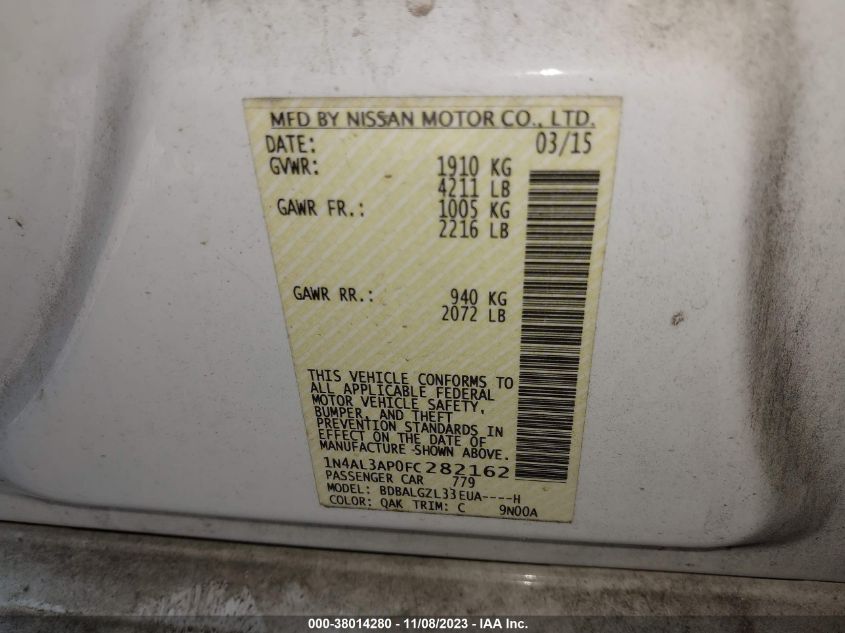 MFD BY NISSAN MOTOR CO., LTD.
DATE: 03/15
GVWR: 1910 KG
4211 LB
GAWR FR.: 1005 KG
2216 LB
GAWR RR.: 940 KG
2072 LB
THIS VEHICLE CONFORMS TO
ALL APPLICABLE FEDERAL
MOTOR VEHICLE SAFETY,
BUMPER, AND THEFT
PREVENTION STANDARDS IN
EFFECT ON THE DATE OF
MANUFACTURE SHOWN ABOVE.
1N4AL3AP0FC282162
PASSENGER CAR 779
MODEL: BDBALGZL33EUA----H
COLOR: QAK TRIM: C 9N00A
000-38014280 - 11/08/2023 - IAA Inc.